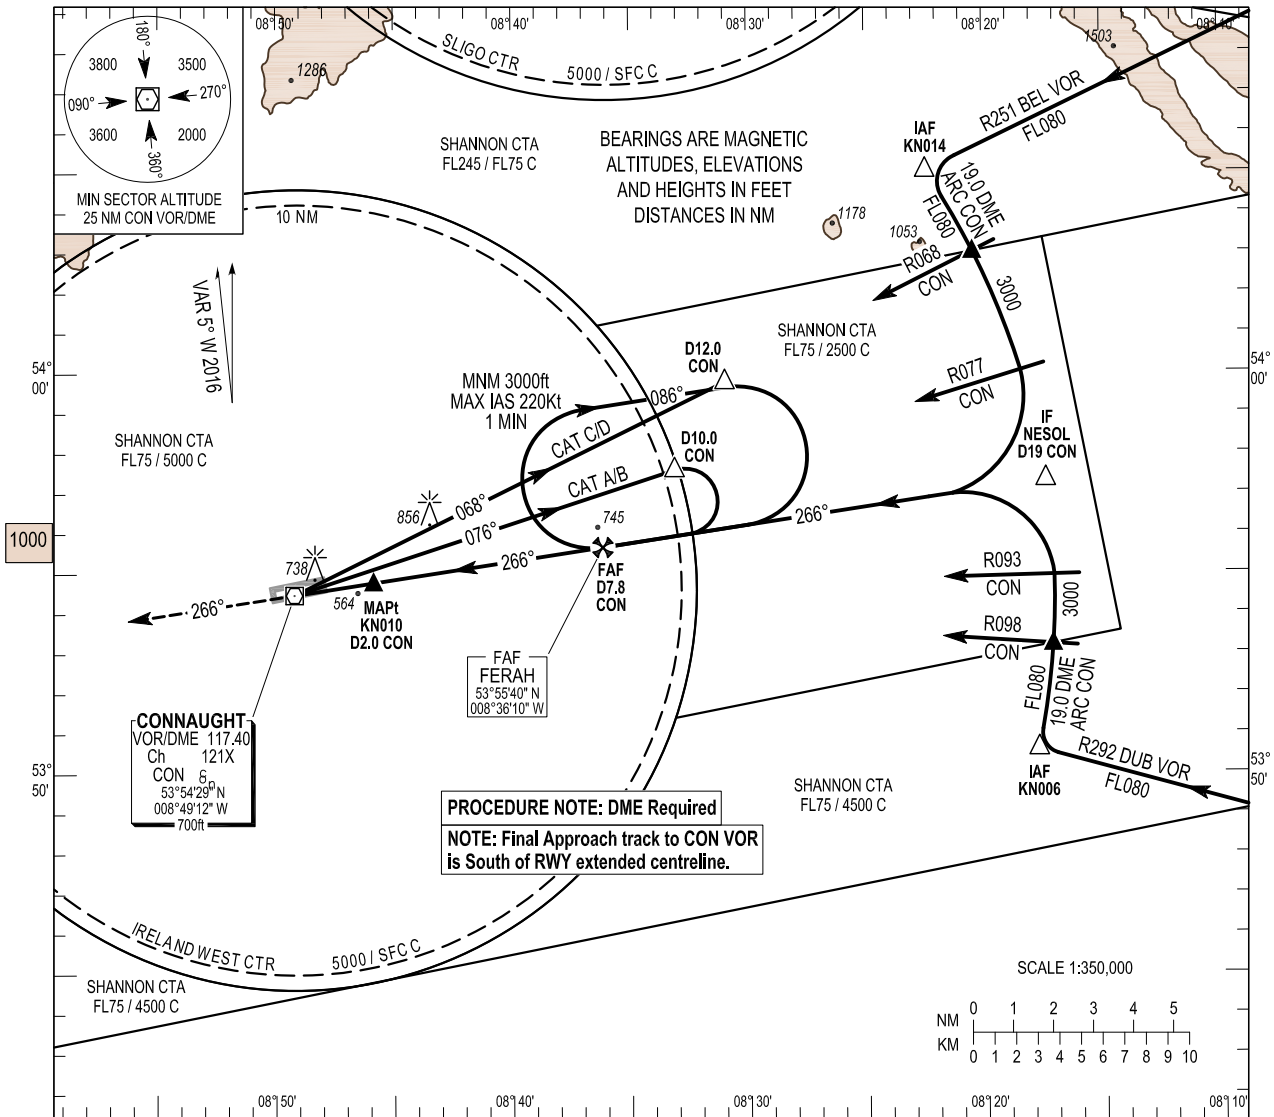 08°50'
08°40'
08°30'
08°20'
08°10'
180°
3800
3500
090°
270°
3600
2000
360°
MIN SECTOR ALTITUDE
25 NM CON VOR/DME
1286
SLIGO CTR
5000 / SFC C
1503
SHANNON CTA
FL245 / FL75 C
BEARINGS ARE MAGNETIC
ALTITUDES, ELEVATIONS
AND HEIGHTS IN FEET
DISTANCES IN NM
R251 BEL VOR
FL080
IAF
KN014
19.0 DME
ARC CON
FL080
10 NM
1178
1053
R068
CON
3000
VAR 5° W 2016
SHANNON CTA
FL75 / 2500 C
54°
00'
54°
00'
D12.0
CON
MNM 3000ft
MAX IAS 220Kt
1 MIN
086°
R077
CON
IF
NESOL
D19 CON
SHANNON CTA
FL75 / 5000 C
CAT C/D
D10.0
CON
CAT A/B
068°
076°
856
745
266°
1000
738
266°
FAF
D7.8
CON
R093
CON
3000
564
MAPt
KN010
D2.0 CON
266°
R098
CON
FAF
FERAH
53°55'40" N
008°36'10" W
FL080
19.0 DME
ARC CON
CONNAUGHT
VOR/DME 117.40
Ch 121X
CON
53°54'29" N
008°49'12" W
700ft
R292 DUB VOR
FL080
IAF
KN006
53°
50'
53°
50'
SHANNON CTA
FL75 / 4500 C
PROCEDURE NOTE: DME Required
NOTE: Final Approach track to CON VOR
is South of RWY extended centreline.
IRELAND WEST CTR
5000 / SFC C
SHANNON CTA
FL75 / 4500 C
SCALE 1:350,000
NM 0 1 2 3 4 5
KM 0 1 2 3 4 5 6 7 8 9 10
08°50'
08°40'
08°30'
08°20'
08°10'